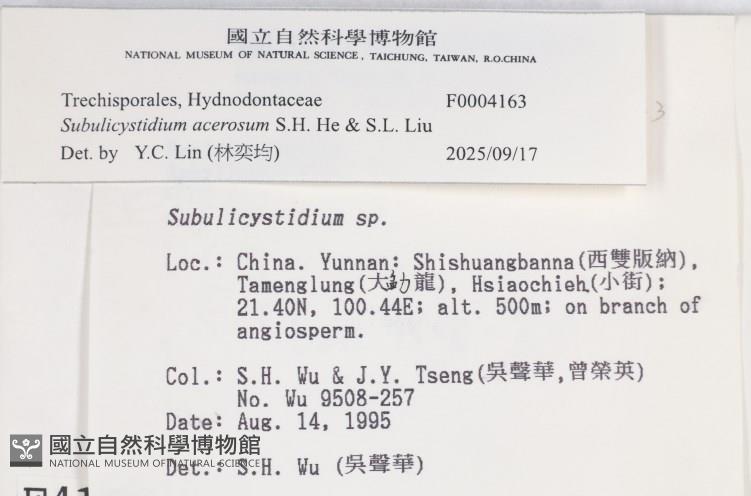 國立自然科學博物館
NATIONAL MUSEUM OF NATURAL SCIENCE, TAICHUNG, TAIWAN, R.O.CHINA
Trechisporales, Hydnodontaceae F0004163
Subulicystidium acerosum S.H. He & S.L. Liu
Det. by Y.C. Lin (林奕均) 2025/09/17
3
Subulicystidium sp.
Loc.: China. Yunnan: Shishuangbanna(西雙版納),
Tamenglung(大勐龍), Hsiaochieh(小街);
21.40N, 100.44E; alt. 500m; on branch of
angiosperm.
Col.: S.H. Wu & J.Y. Tseng(吳聲華,曾榮英)
No. Wu 9508-257
Date: Aug. 14, 1995
Det.: S.H. Wu (吳聲華)
國立自然科學博物館
NATIONAL MUSEUM OF NATURAL SCIENCE